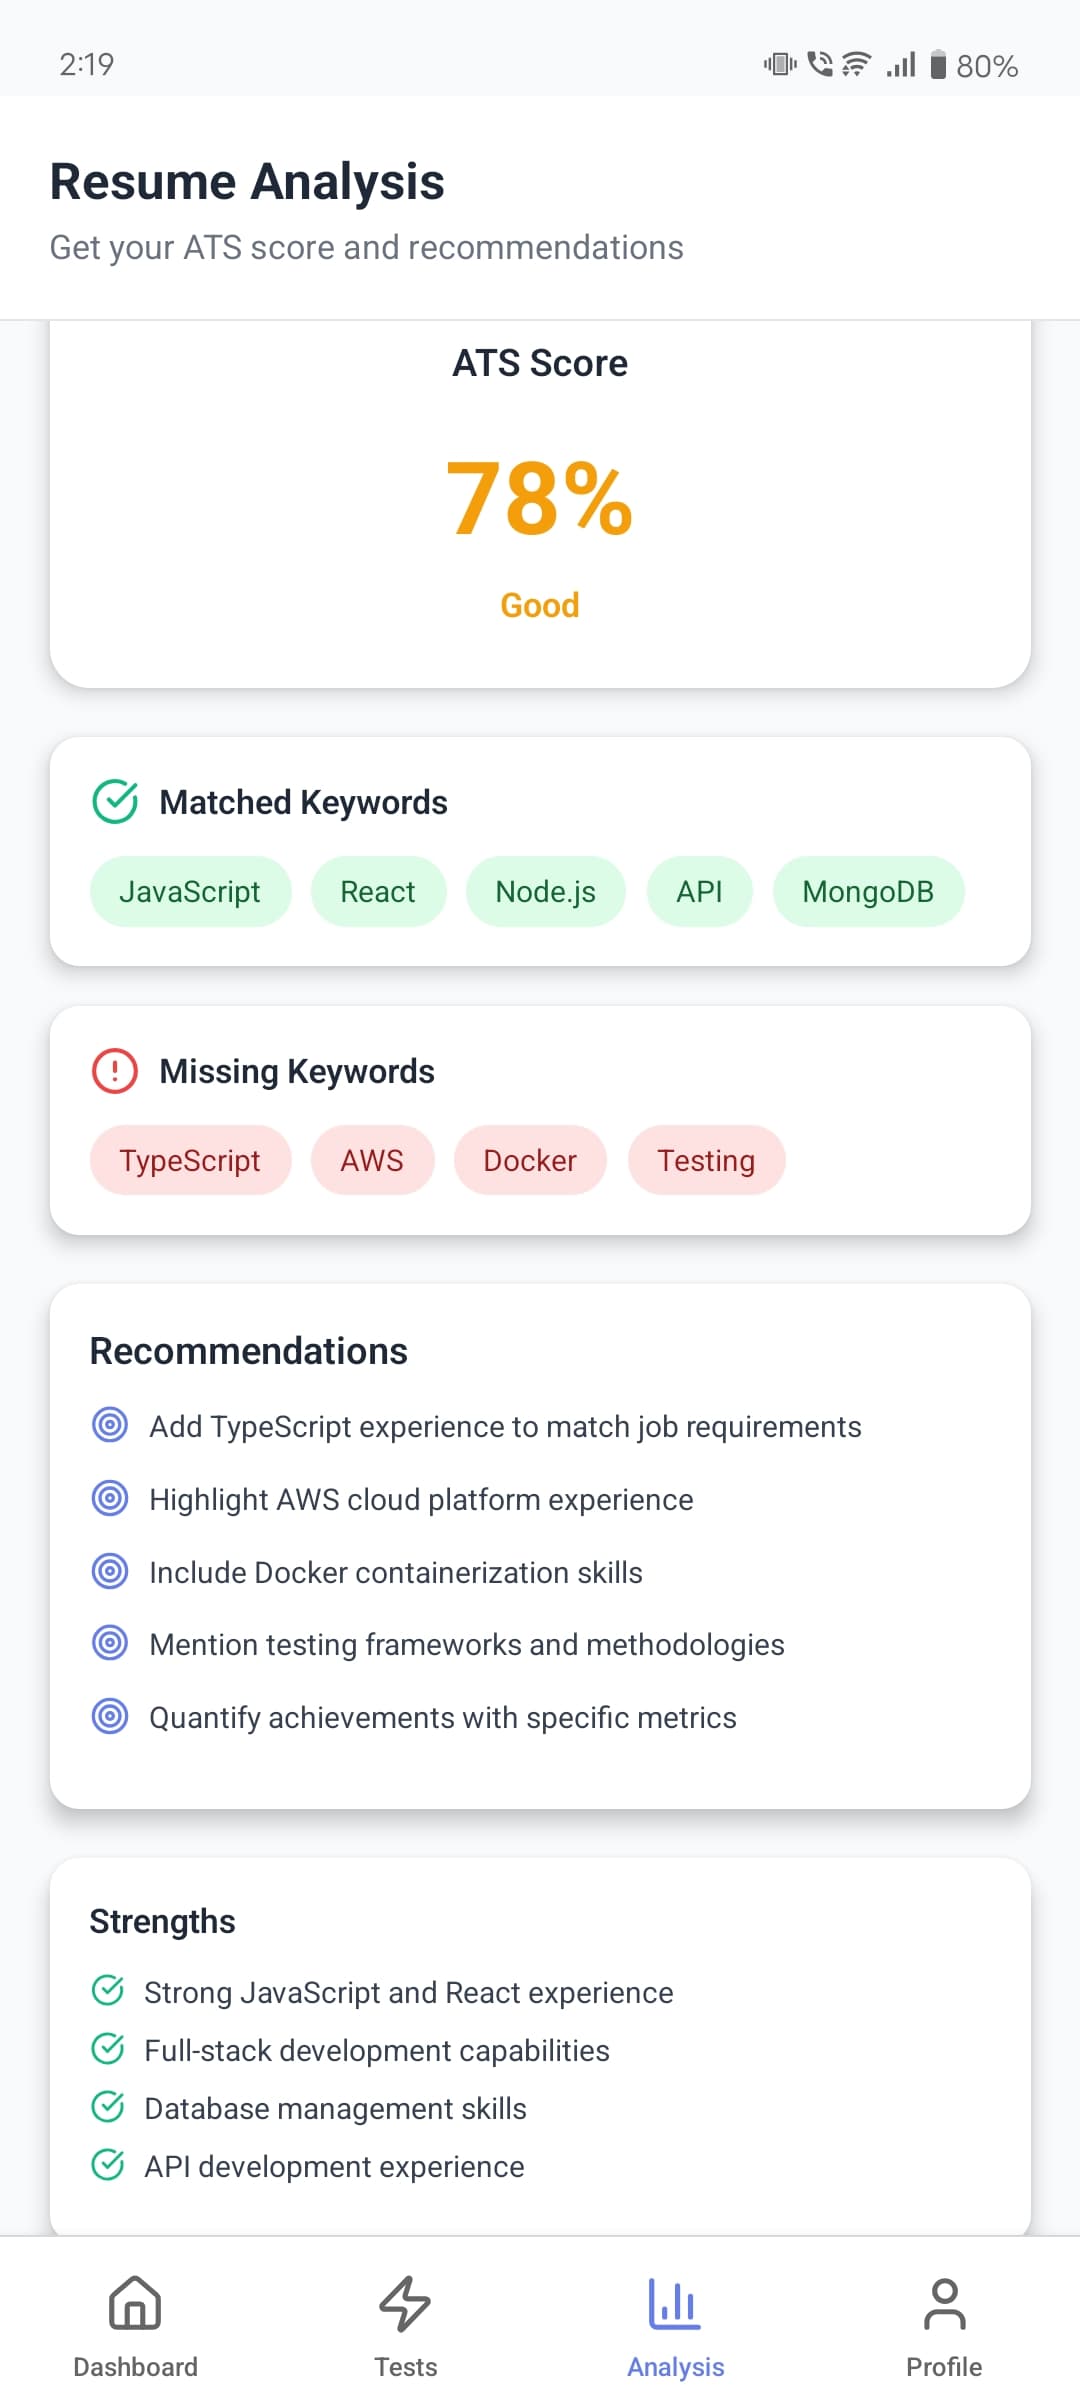 2:19
80%
Resume Analysis
Get your ATS score and recommendations
ATS Score
78%
Good
Matched Keywords
JavaScript React Node.js API MongoDB
Missing Keywords
TypeScript AWS Docker Testing
Recommendations
Add TypeScript experience to match job requirements
Highlight AWS cloud platform experience
Include Docker containerization skills
Mention testing frameworks and methodologies
Quantify achievements with specific metrics
Strengths
Strong JavaScript and React experience
Full-stack development capabilities
Database management skills
API development experience
Dashboard Tests Analysis Profile